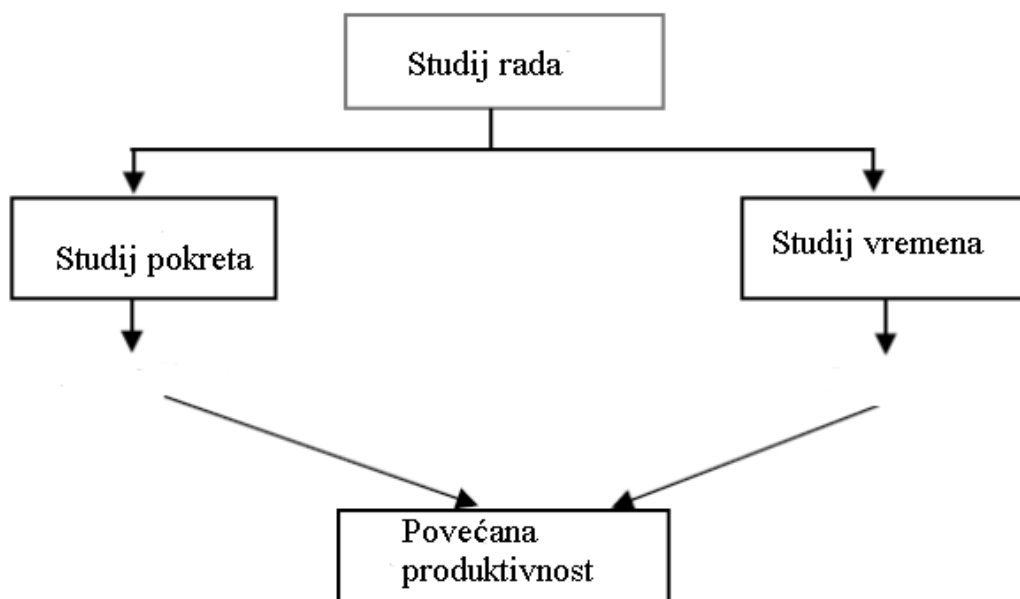 Studij rada
Studij pokreta
Studij vremena
Povećana
produktivnost